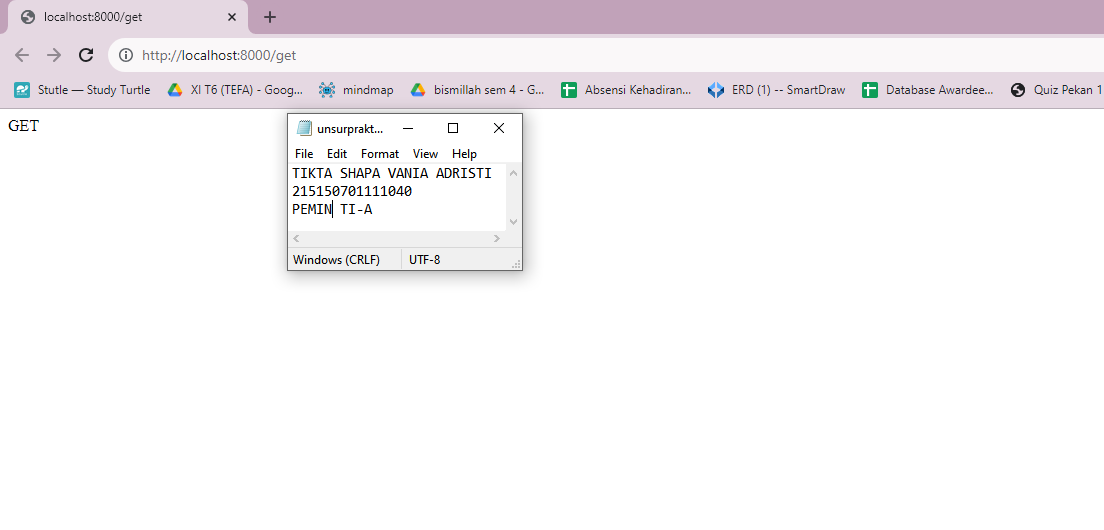 localhost:8000/get
http://localhost:8000/get
Stutle — Study Turtle
XI T6 (TEFA) - Goog...
mindmap
bismillah sem 4 - G...
Absensi Kehadiran...
ERD (1) -- SmartDraw
Database Awardee...
Quiz Pekan 1
GET
unsurprakt...
File Edit Format View Help
TIKTA SHAPA VANIA ADRISTI
215150701111040
PEMIN TI-A
Windows (CRLF) UTF-8